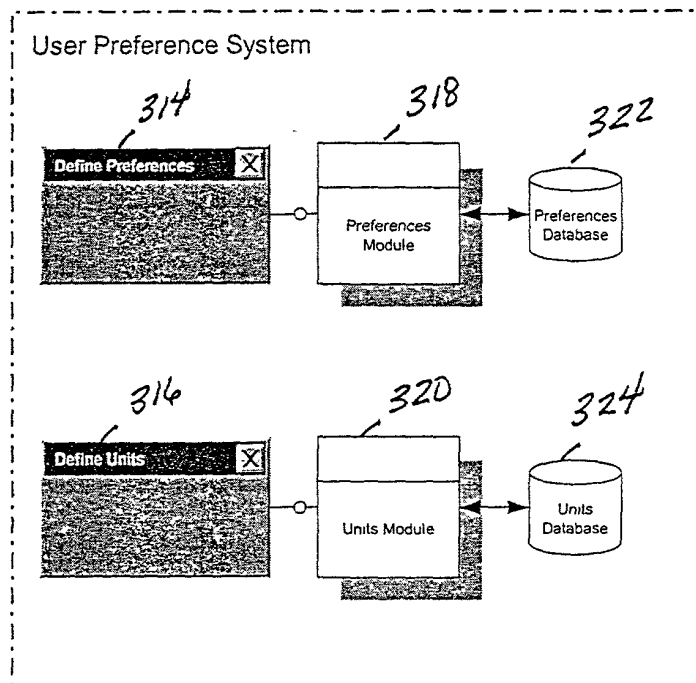 User Preference System
314
318
322
Define Preferences
X
Preferences
Module
Preferences
Database
316
320
324
Define Units
X
Units Module
Units
Database